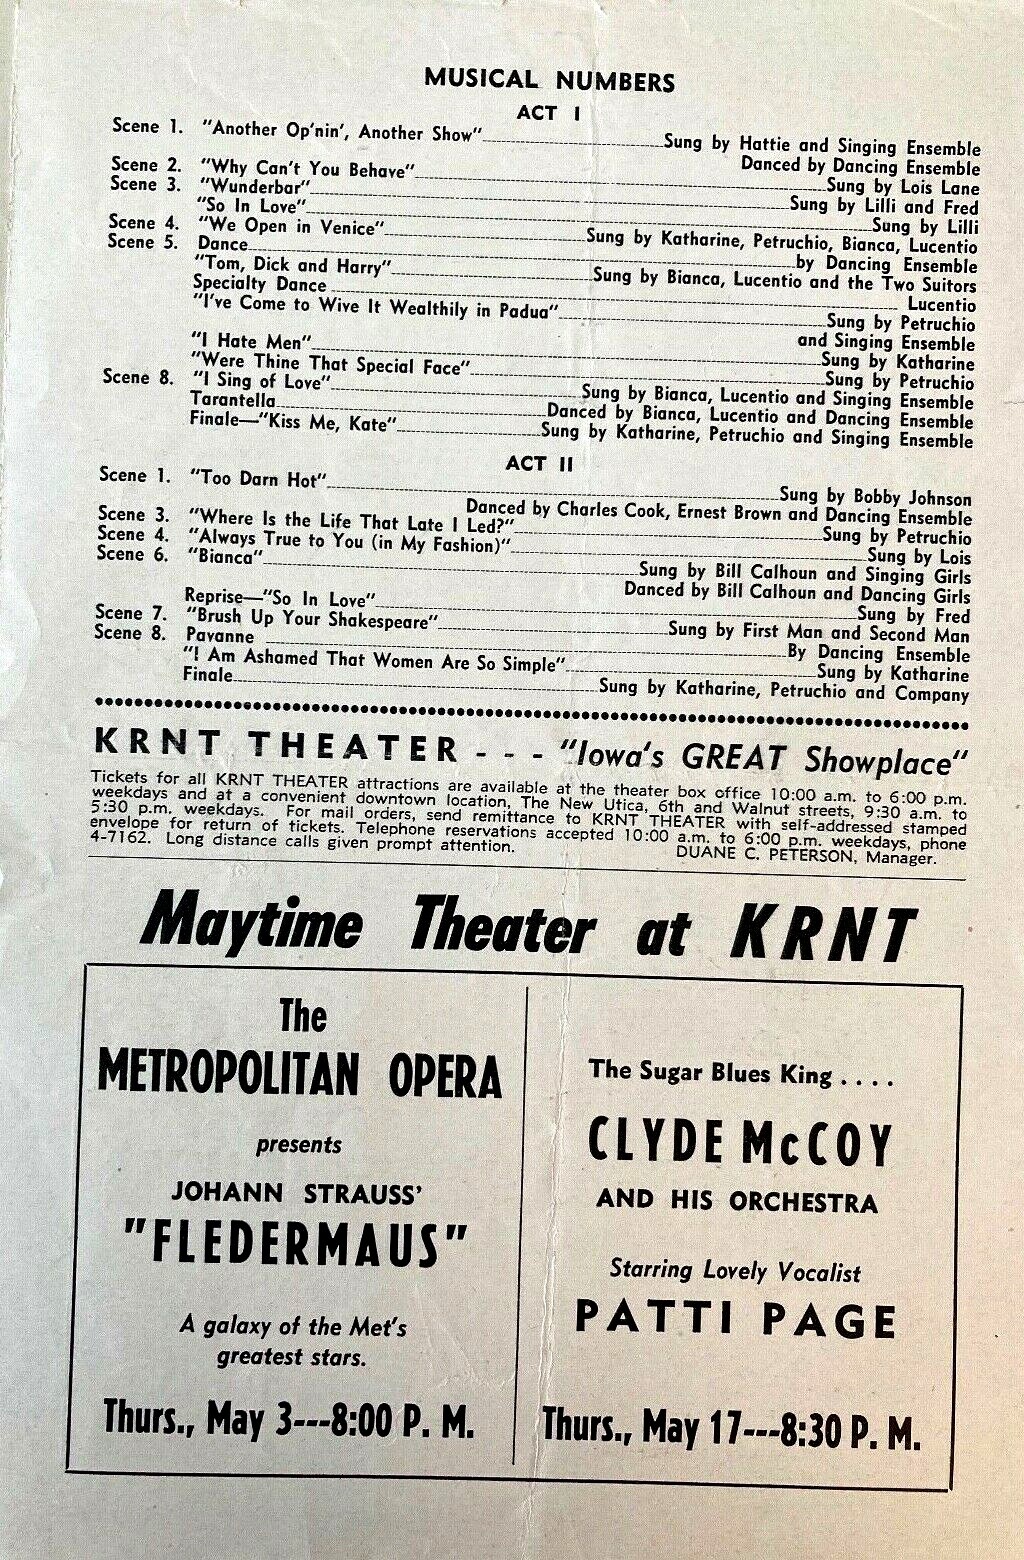 MUSICAL NUMBERS
ACT I
Scene 1. "Another Op'nin', Another Show" Sung by Hattie and Singing Ensemble
Danced by Dancing Ensemble
Scene 2. "Why Can't You Behave" Sung by Lois Lane
Scene 3. "Wunderbar" Sung by Lilli and Fred
"So In Love" Sung by Lilli
Scene 4. "We Open in Venice" Sung by Katharine, Petruchio, Bianca, Lucentio
Scene 5. Dance by Dancing Ensemble
"Tom, Dick and Harry" Sung by Bianca, Lucentio and the Two Suitors
Specialty Dance Lucentio
"I've Come to Wive It Wealthily in Padua" Sung by Petruchio
and Singing Ensemble
"I Hate Men" Sung by Katharine
"Were Thine That Special Face" Sung by Petruchio
Scene 8. "I Sing of Love" Sung by Bianca, Lucentio and Singing Ensemble
Tarantella Danced by Bianca, Lucentio and Dancing Ensemble
Finale—"Kiss Me, Kate" Sung by Katharine, Petruchio and Singing Ensemble
ACT II
Scene 1. "Too Darn Hot" Sung by Bobby Johnson
Danced by Charles Cook, Ernest Brown and Dancing Ensemble
Scene 3. "Where Is the Life That Late I Led?" Sung by Petruchio
Scene 4. "Always True to You (in My Fashion)" Sung by Lois
Scene 6. "Bianca" Sung by Bill Calhoun and Singing Girls
Danced by Bill Calhoun and Dancing Girls
Reprise—"So In Love" Sung by Fred
Scene 7. "Brush Up Your Shakespeare" Sung by First Man and Second Man
Scene 8. Pavanne By Dancing Ensemble
"I Am Ashamed That Women Are So Simple" Sung by Katharine
Finale Sung by Katharine, Petruchio and Company
KRNT THEATER - - - "Iowa's GREAT Showplace"
Tickets for all KRNT THEATER attractions are available at the theater box office 10:00 a.m. to 6:00 p.m.
weekdays and at a convenient downtown location, The New Utica, 6th and Walnut streets, 9:30 a.m. to
5:30 p.m. weekdays. For mail orders, send remittance to KRNT THEATER with self-addressed stamped
envelope for return of tickets. Telephone reservations accepted 10:00 a.m. to 6:00 p.m. weekdays, phone
4-7162. Long distance calls given prompt attention. DUANE C. PETERSON, Manager.
Maytime Theater at KRNT
The
METROPOLITAN OPERA
presents
JOHANN STRAUSS'
"FLEDERMAUS"
A galaxy of the Met's
greatest stars.
Thurs., May 3---8:00 P. M.
The Sugar Blues King . . . .
CLYDE McCOY
AND HIS ORCHESTRA
Starring Lovely Vocalist
PATTI PAGE
Thurs., May 17---8:30 P. M.